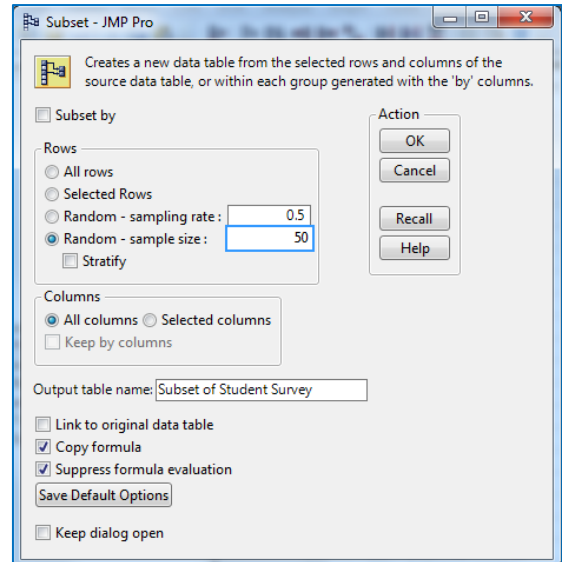 Subset - JMP Pro
Creates a new data table from the selected rows and columns of the
source data table, or within each group generated with the 'by' columns.
Subset by
Action
OK
Cancel
Recall
Help
Rows
All rows
Selected Rows
Random - sampling rate : 0.5
Random - sample size : 50
Stratify
Columns
All columns Selected columns
Keep by columns
Output table name: Subset of Student Survey
Link to original data table
Copy formula
Suppress formula evaluation
Save Default Options
Keep dialog open